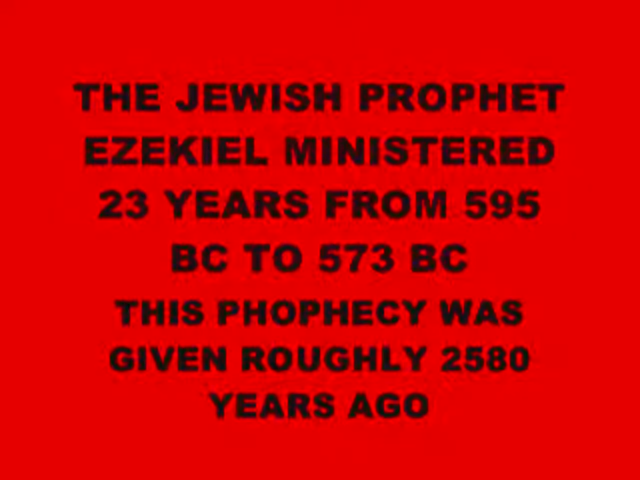 THE JEWISH PROPHET
EZEKIEL MINISTERED
23 YEARS FROM 595
BC TO 573 BC
THIS PHOPHECY WAS
GIVEN ROUGHLY 2580
YEARS AGO